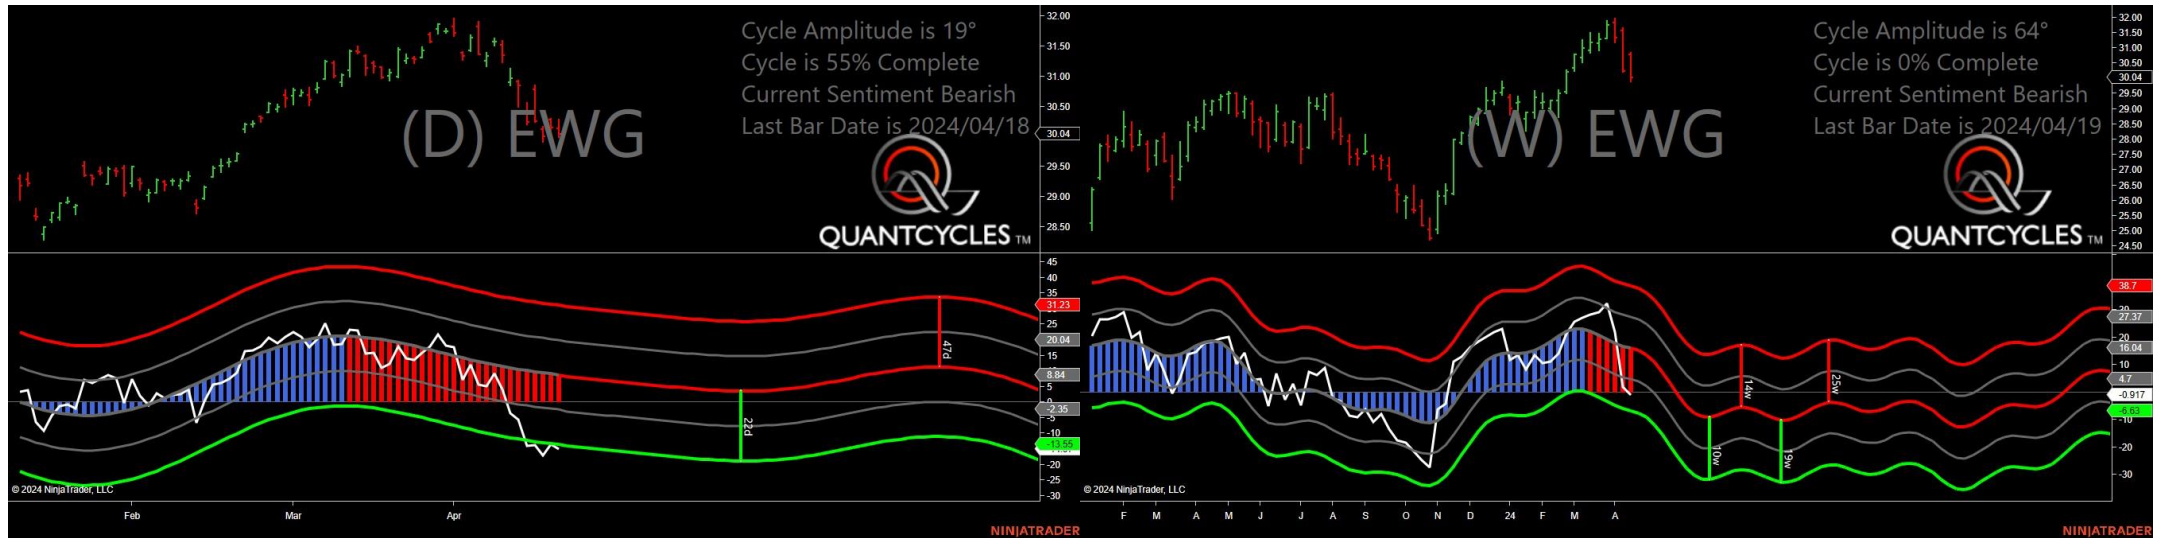 Cycle Amplitude is 19°
Cycle is 55% Complete
Current Sentiment Bearish
Last Bar Date is 2024/04/18
(D) EWG
QUANTCYCLES TM
32.00
31.50
31.00
30.50
30.04
29.50
29.00
28.50
45
40
35
31.23
25
20.04
15
8.84
5
0
-2.35
-5
-10
-13.55
-20
-25
-30
47d
22d
© 2024 NinjaTrader, LLC
Feb Mar Apr
NINJATRADER
Cycle Amplitude is 64°
Cycle is 0% Complete
Current Sentiment Bearish
Last Bar Date is 2024/04/19
(W) EWG
QUANTCYCLES TM
32.00
31.50
31.00
30.50
30.04
29.50
29.00
28.50
28.00
27.50
27.00
26.50
26.00
25.50
25.00
24.50
38.7
30
27.37
20
16.04
10
4.7
-0.917
-6.63
-10
-20
-30
14w
25w
10w
19w
© 2024 NinjaTrader, LLC
F M A M J J A S O N D 24 F M A
NINJATRADER